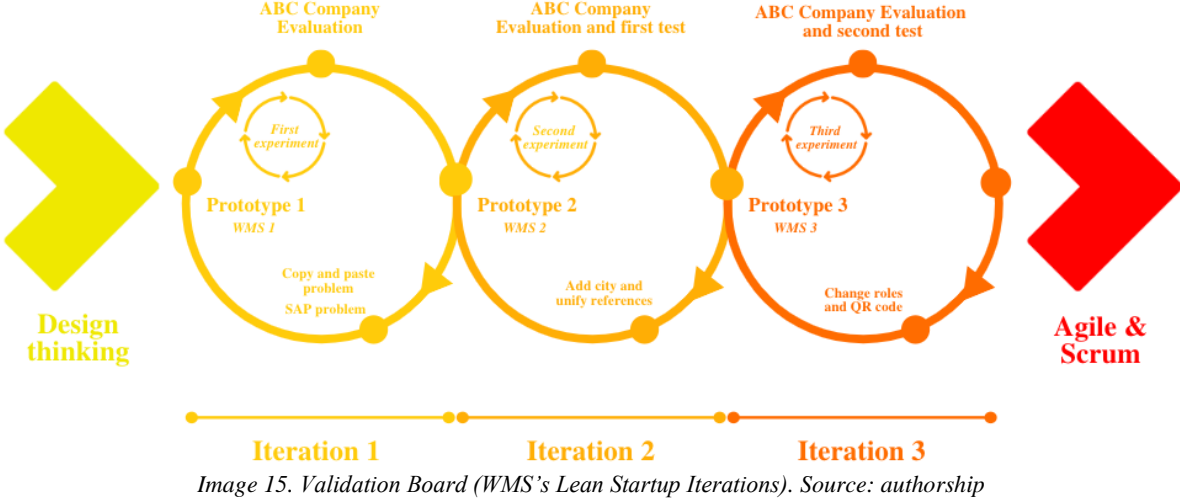 ABC Company
Evaluation
ABC Company
Evaluation and first test
ABC Company Evaluation
and second test
First
experiment
Second
experiment
Third
experiment
Prototype 1
WMS 1
Prototype 2
WMS 2
Prototype 3
WMS 3
Copy and paste
problem
SAP problem
Add city and
unify references
Change roles
and QR code
Design
thinking
Agile &
Scrum
Iteration 1
Iteration 2
Iteration 3
Image 15. Validation Board (WMS's Lean Startup Iterations). Source: authorship